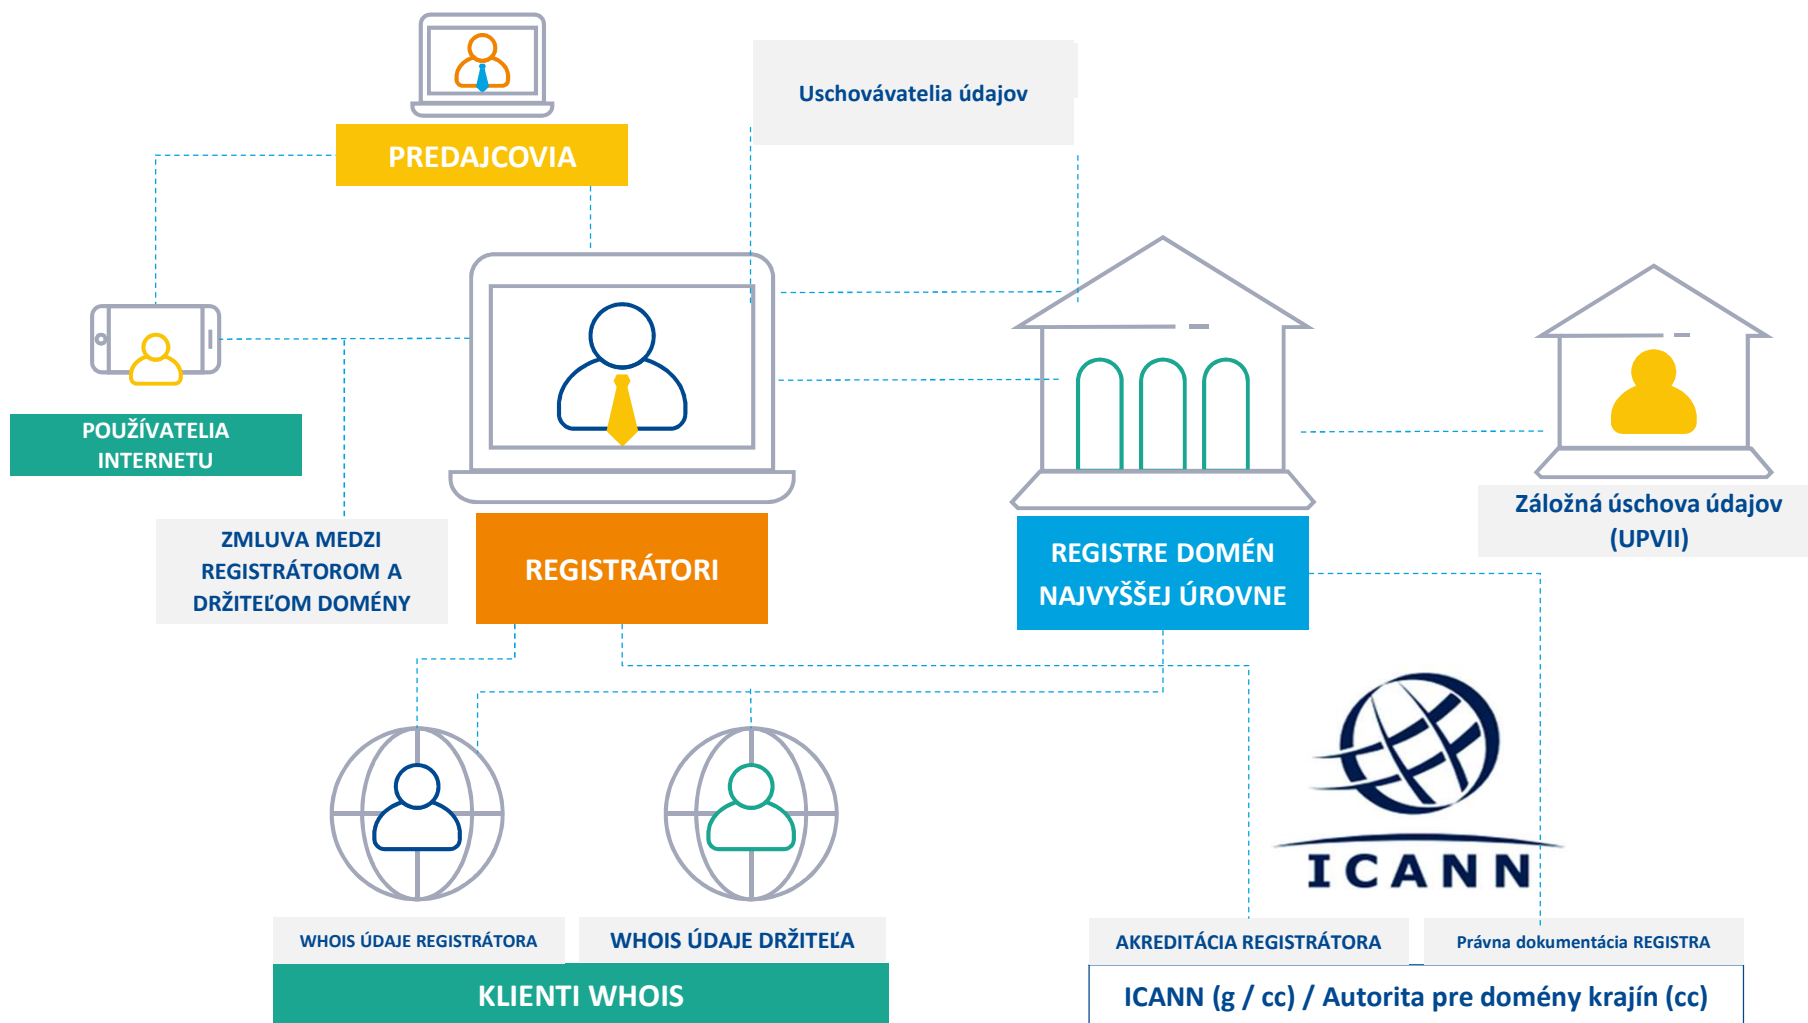 Uschovávatelia údajov
PREDAJCOVIA
POUŽÍVATELIA
INTERNETU
ZMLUVA MEDZI
REGISTRÁTOROM A
DRŽITEĽOM DOMÉNY
REGISTRÁTORI
REGISTRE DOMÉN
NAJVYŠŠEJ ÚROVNE
Záložná úschova údajov
(UPVII)
ICANN
WHOIS ÚDAJE REGISTRÁTORA
WHOIS ÚDAJE DRŽITEĽA
KLIENTI WHOIS
AKREDITÁCIA REGISTRÁTORA
Právna dokumentácia REGISTRA
ICANN (g / cc) / Autorita pre domény krajín (cc)